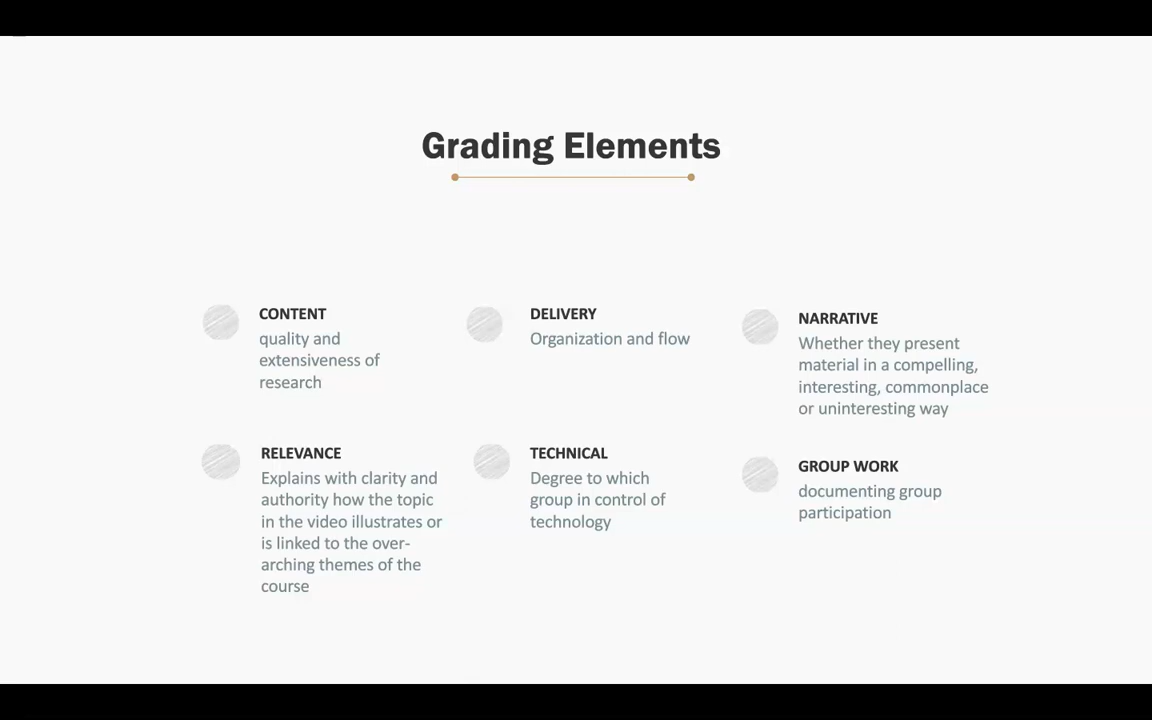 Grading Elements
CONTENT
quality and
extensiveness of
research
DELIVERY
Organization and flow
NARRATIVE
Whether they present
material in a compelling,
interesting, commonplace
or uninteresting way
RELEVANCE
Explains with clarity and
authority how the topic
in the video illustrates or
is linked to the over-
arching themes of the
course
TECHNICAL
Degree to which
group in control of
technology
GROUP WORK
documenting group
participation